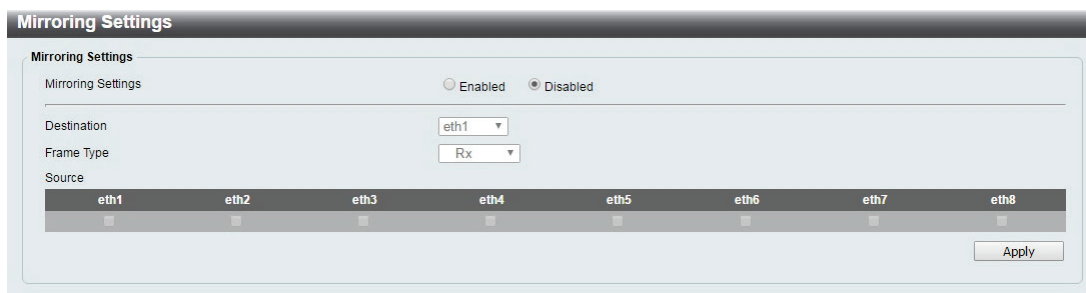 Mirroring Settings
Mirroring Settings
Mirroring Settings Enabled Disabled
Destination eth1
Frame Type Rx
Source
eth1 eth2 eth3 eth4 eth5 eth6 eth7 eth8
Apply